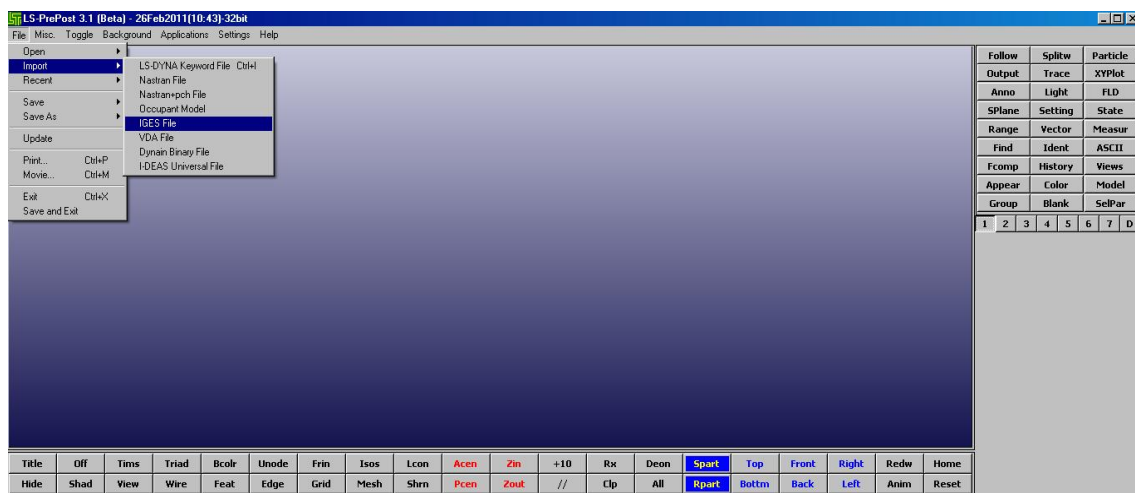 LS-PrePost 3.1 (Beta) - 26Feb2011(10:43)-32bit
File Misc. Toggle Background Applications Settings Help
Open
Import
Recent
Save
Save As
Update
Print... Ctrl+P
Movie... Ctrl+M
Exit Ctrl+X
Save and Exit
LS-DYNA Keyword File Ctrl+I
Nastran File
Nastran+pch File
Occupant Model
IGES File
VDA File
Dynain Binary File
I-DEAS Universal File
Follow Splitw Particle
Output Trace XYPlot
Anno Light FLD
SPlane Setting State
Range Vector Measur
Find Ident ASCII
Fcomp History Views
Appear Color Model
Group Blank SelPar
1 2 3 4 5 6 7 D
Title Off Tims Triad Bcolr Unode Frin Isos Lcon Acen Zin +10 Rx Deon Spart Top Front Right Redw Home
Hide Shad View Wire Feat Edge Grid Mesh Shrn Pcen Zout // Clp All Rpart Bottm Back Left Anim Reset